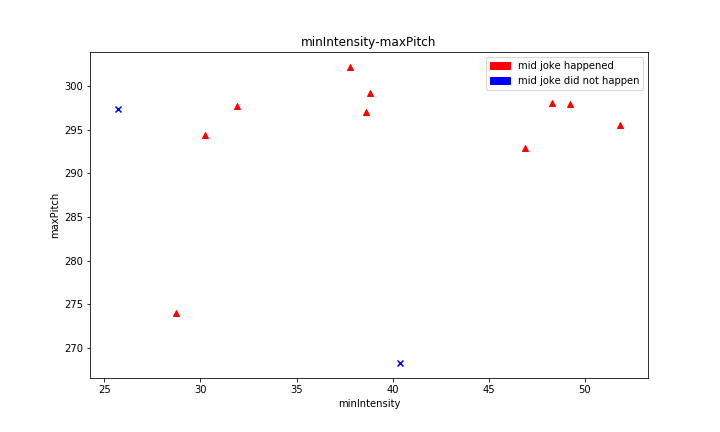 minIntensity-maxPitch
mid joke happened
mid joke did not happen
maxPitch
300
295
290
285
280
275
270
25 30 35 40 45 50
minIntensity